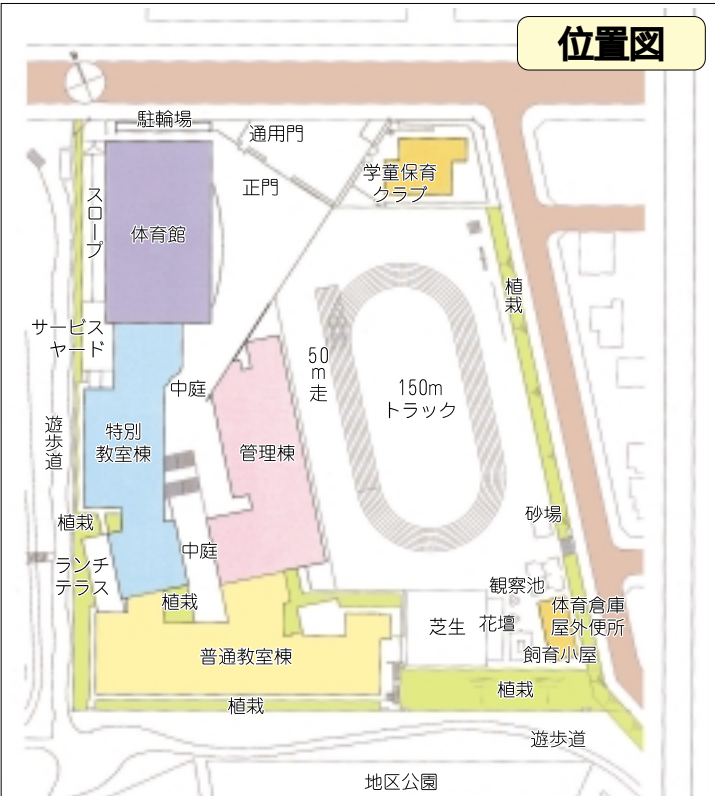 位置図
駐輪場
通用門
正門
学童保育
クラブ
スロープ
体育館
植栽
サービス
ヤード
中庭
50m走
150m
トラック
遊歩道
特別
教室棟
管理棟
植栽
砂場
中庭
ランチ
テラス
植栽
観察池
体育倉庫
屋外便所
芝生
花壇
飼育小屋
普通教室棟
植栽
植栽
遊歩道
地区公園